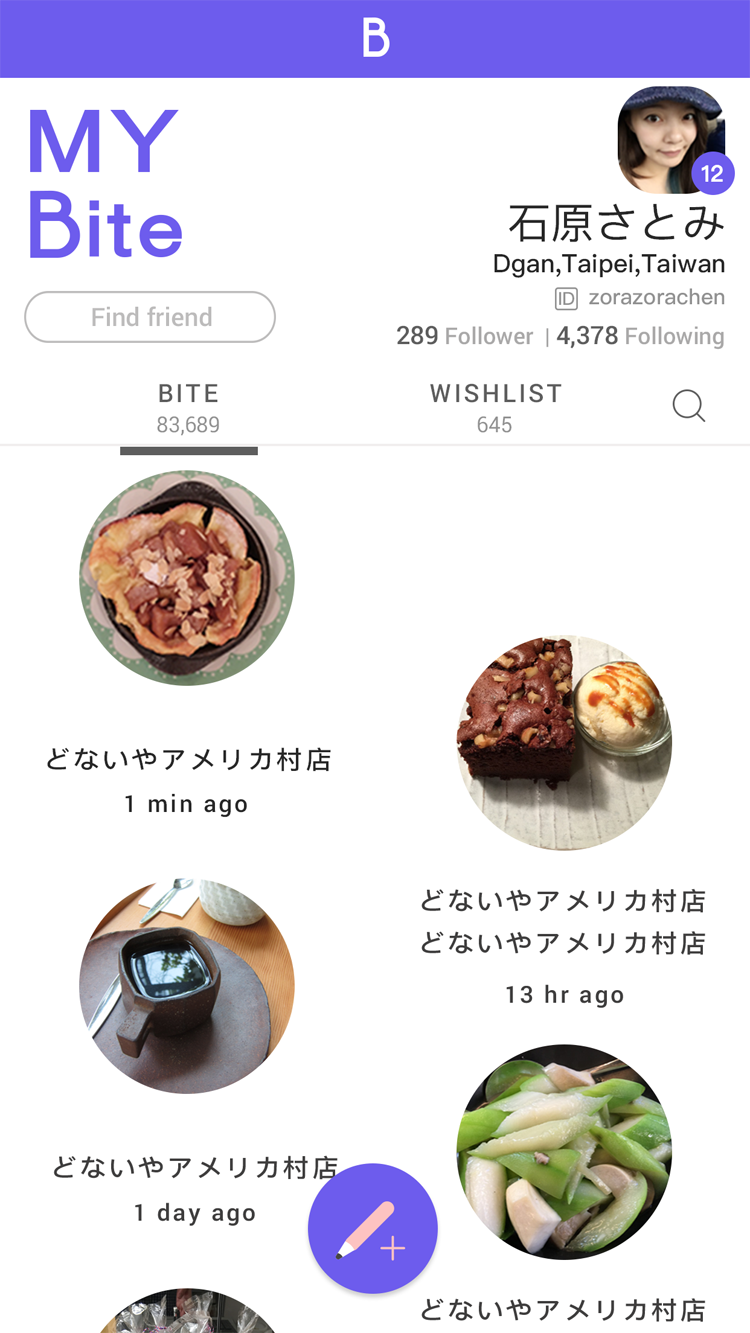 B
MY
Bite
12
石原さとみ
Dgan,Taipei,Taiwan
ID zorazorachen
Find friend
289 Follower | 4,378 Following
BITE
83,689
WISHLIST
645
どないやアメリカ村店
1 min ago
どないやアメリカ村店
どないやアメリカ村店
13 hr ago
どないやアメリカ村店
1 day ago
どないやアメリカ村店